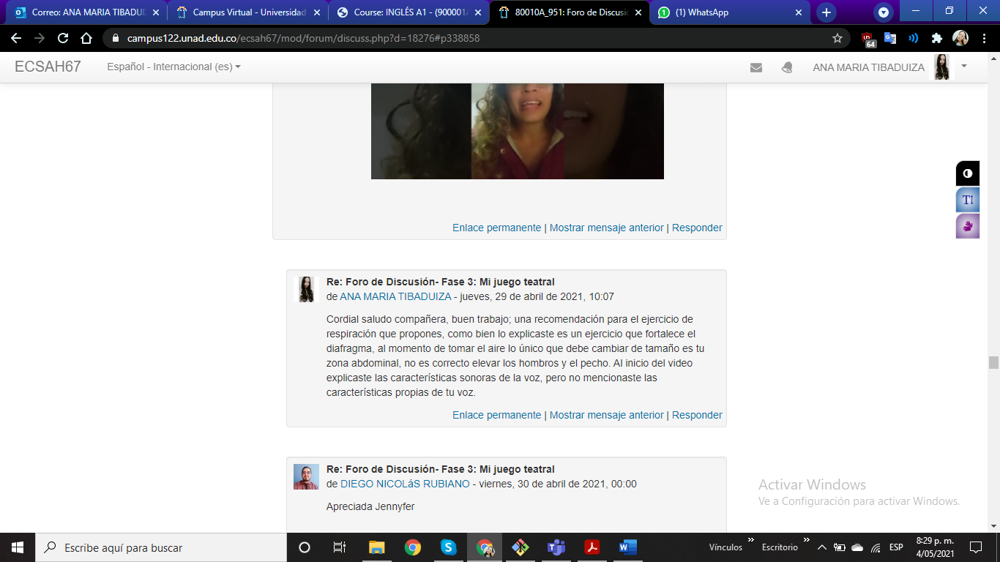 Correo: ANA MARIA TIBADUI
Campus Virtual - Universidad
Course: INGLÉS A1 - (900001A
80010A_951: Foro de Discusió
(1) WhatsApp
campus122.unad.edu.co/ecsah67/mod/forum/discuss.php?d=18276#p338858
64
ECSAH67
Español - Internacional (es)
ANA MARIA TIBADUIZA
Enlace permanente | Mostrar mensaje anterior | Responder
Re: Foro de Discusión- Fase 3: Mi juego teatral
de ANA MARIA TIBADUIZA - jueves, 29 de abril de 2021, 10:07
Cordial saludo compañera, buen trabajo; una recomendación para el ejercicio de
respiración que propones, como bien lo explicaste es un ejercicio que fortalece el
diafragma, al momento de tomar el aire lo único que debe cambiar de tamaño es tu
zona abdominal, no es correcto elevar los hombros y el pecho. Al inicio del video
explicaste las características sonoras de la voz, pero no mencionaste las
características propias de tu voz.
Enlace permanente | Mostrar mensaje anterior | Responder
Re: Foro de Discusión- Fase 3: Mi juego teatral
de DIEGO NICOLáS RUBIANO - viernes, 30 de abril de 2021, 00:00
Apreciada Jennyfer
Activar Windows
Ve a Configuración para activar Windows.
Escribe aquí para buscar
Vínculos
Escritorio
ESP
8:29 p. m.
4/05/2021